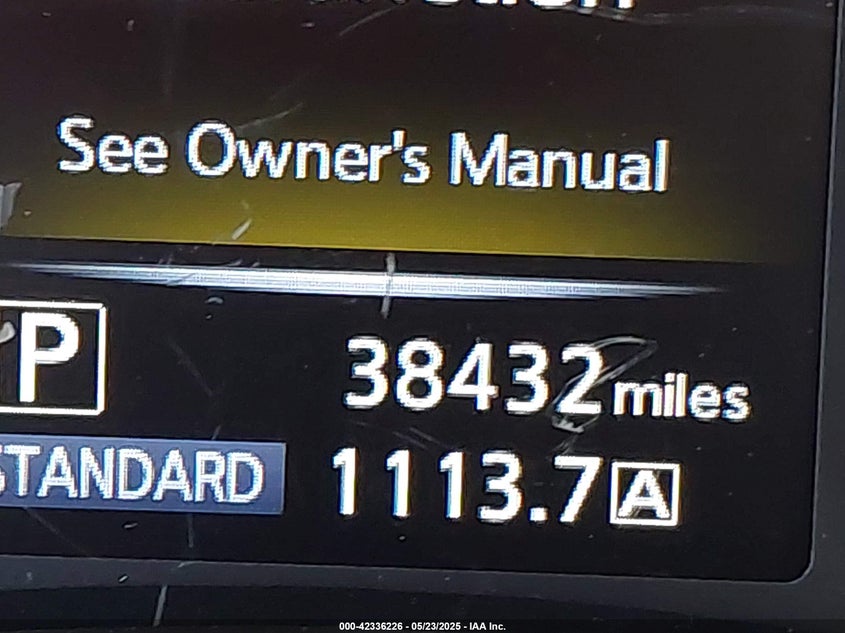 See Owner's Manual
P
38432 miles
STANDARD
1113.7 A
000-42336226 - 05/23/2025 - IAA Inc.